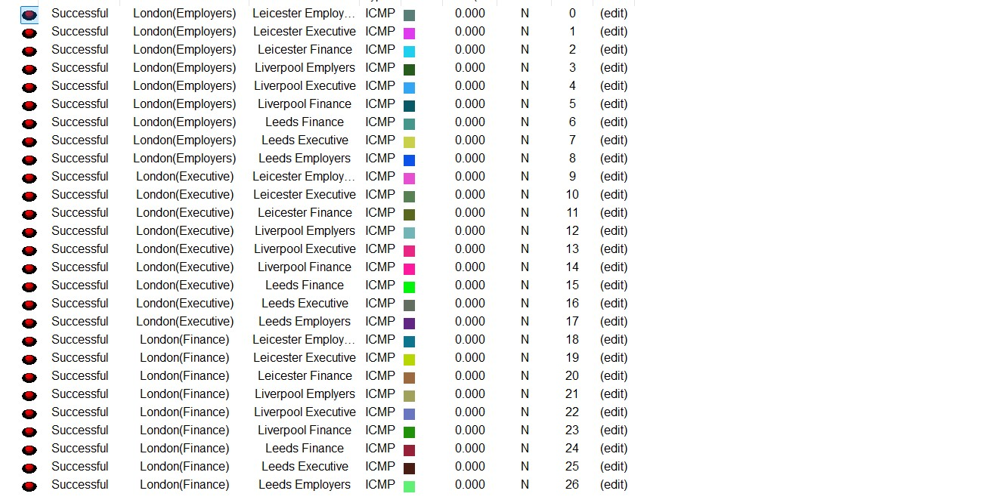 Successful London(Employers) Leicester Employ... ICMP 0.000 N 0 (edit)
Successful London(Employers) Leicester Executive ICMP 0.000 N 1 (edit)
Successful London(Employers) Leicester Finance ICMP 0.000 N 2 (edit)
Successful London(Employers) Liverpool Emplyers ICMP 0.000 N 3 (edit)
Successful London(Employers) Liverpool Executive ICMP 0.000 N 4 (edit)
Successful London(Employers) Liverpool Finance ICMP 0.000 N 5 (edit)
Successful London(Employers) Leeds Finance ICMP 0.000 N 6 (edit)
Successful London(Employers) Leeds Executive ICMP 0.000 N 7 (edit)
Successful London(Employers) Leeds Employers ICMP 0.000 N 8 (edit)
Successful London(Executive) Leicester Employ... ICMP 0.000 N 9 (edit)
Successful London(Executive) Leicester Executive ICMP 0.000 N 10 (edit)
Successful London(Executive) Leicester Finance ICMP 0.000 N 11 (edit)
Successful London(Executive) Liverpool Emplyers ICMP 0.000 N 12 (edit)
Successful London(Executive) Liverpool Executive ICMP 0.000 N 13 (edit)
Successful London(Executive) Liverpool Finance ICMP 0.000 N 14 (edit)
Successful London(Executive) Leeds Finance ICMP 0.000 N 15 (edit)
Successful London(Executive) Leeds Executive ICMP 0.000 N 16 (edit)
Successful London(Executive) Leeds Employers ICMP 0.000 N 17 (edit)
Successful London(Finance) Leicester Employ... ICMP 0.000 N 18 (edit)
Successful London(Finance) Leicester Executive ICMP 0.000 N 19 (edit)
Successful London(Finance) Leicester Finance ICMP 0.000 N 20 (edit)
Successful London(Finance) Liverpool Emplyers ICMP 0.000 N 21 (edit)
Successful London(Finance) Liverpool Executive ICMP 0.000 N 22 (edit)
Successful London(Finance) Liverpool Finance ICMP 0.000 N 23 (edit)
Successful London(Finance) Leeds Finance ICMP 0.000 N 24 (edit)
Successful London(Finance) Leeds Executive ICMP 0.000 N 25 (edit)
Successful London(Finance) Leeds Employers ICMP 0.000 N 26 (edit)